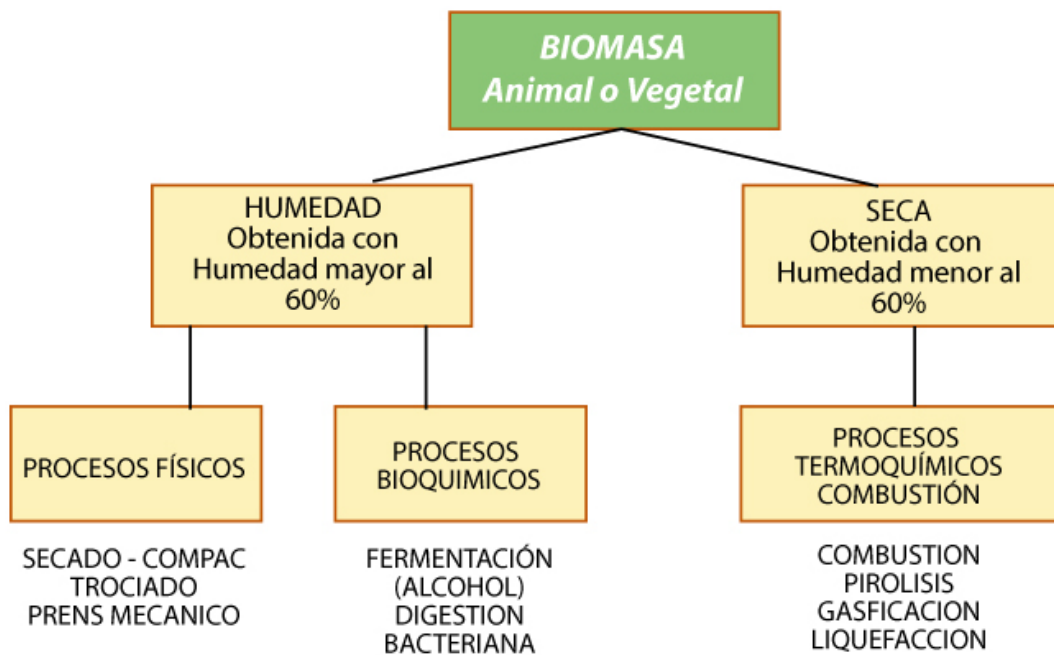 BIOMASA
Animal o Vegetal
HUMEDAD
Obtenida con
Humedad mayor al
60%
SECA
Obtenida con
Humedad menor al
60%
PROCESOS FÍSICOS
PROCESOS
BIOQUIMICOS
PROCESOS
TERMOQUÍMICOS
COMBUSTIÓN
SECADO - COMPAC
TROCIADO
PRENS MECANICO
FERMENTACIÓN
(ALCOHOL)
DIGESTION
BACTERIANA
COMBUSTION
PIROLISIS
GASFICACION
LIQUEFACCION